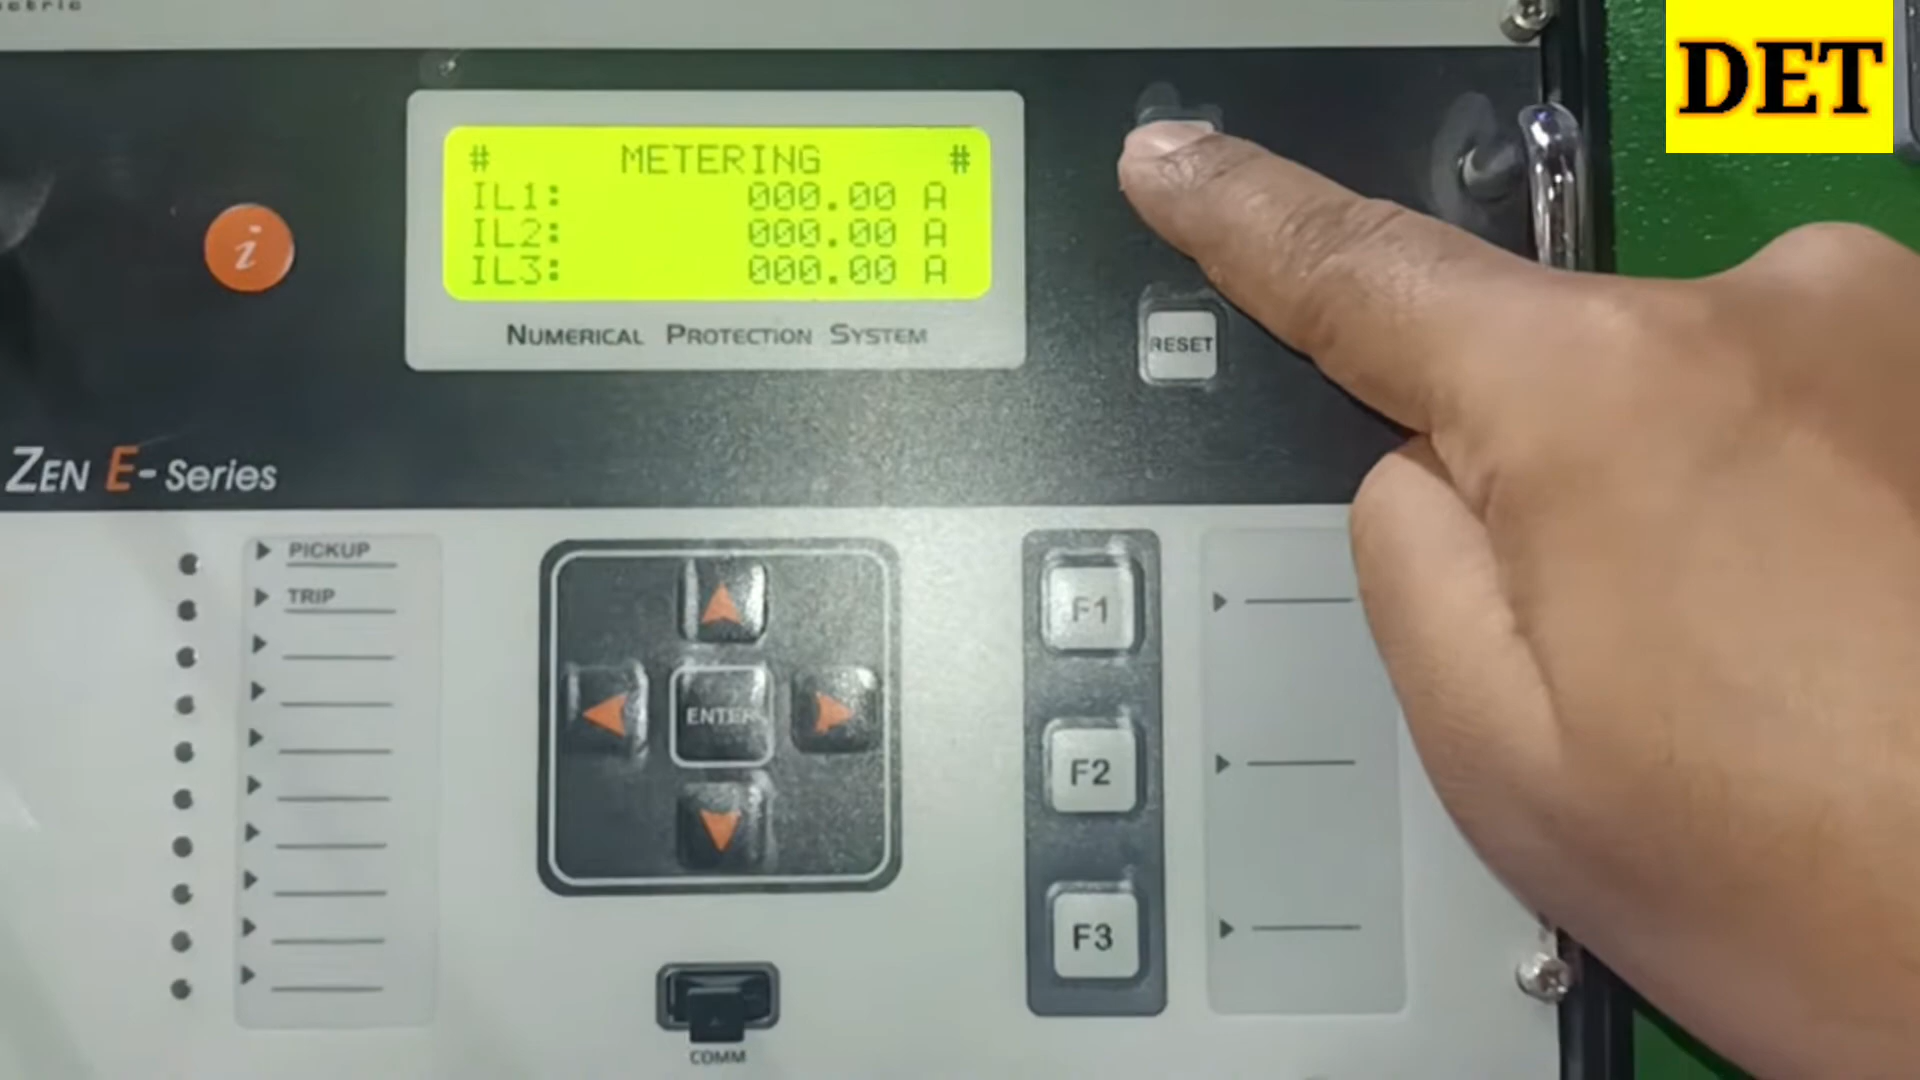 DET
# METERING #
IL1: 000.00 A
IL2: 000.00 A
IL3: 000.00 A
i
NUMERICAL PROTECTION SYSTEM
RESET
ZEN E-Series
PICKUP
TRIP
ENTER
F1
F2
F3
COMM